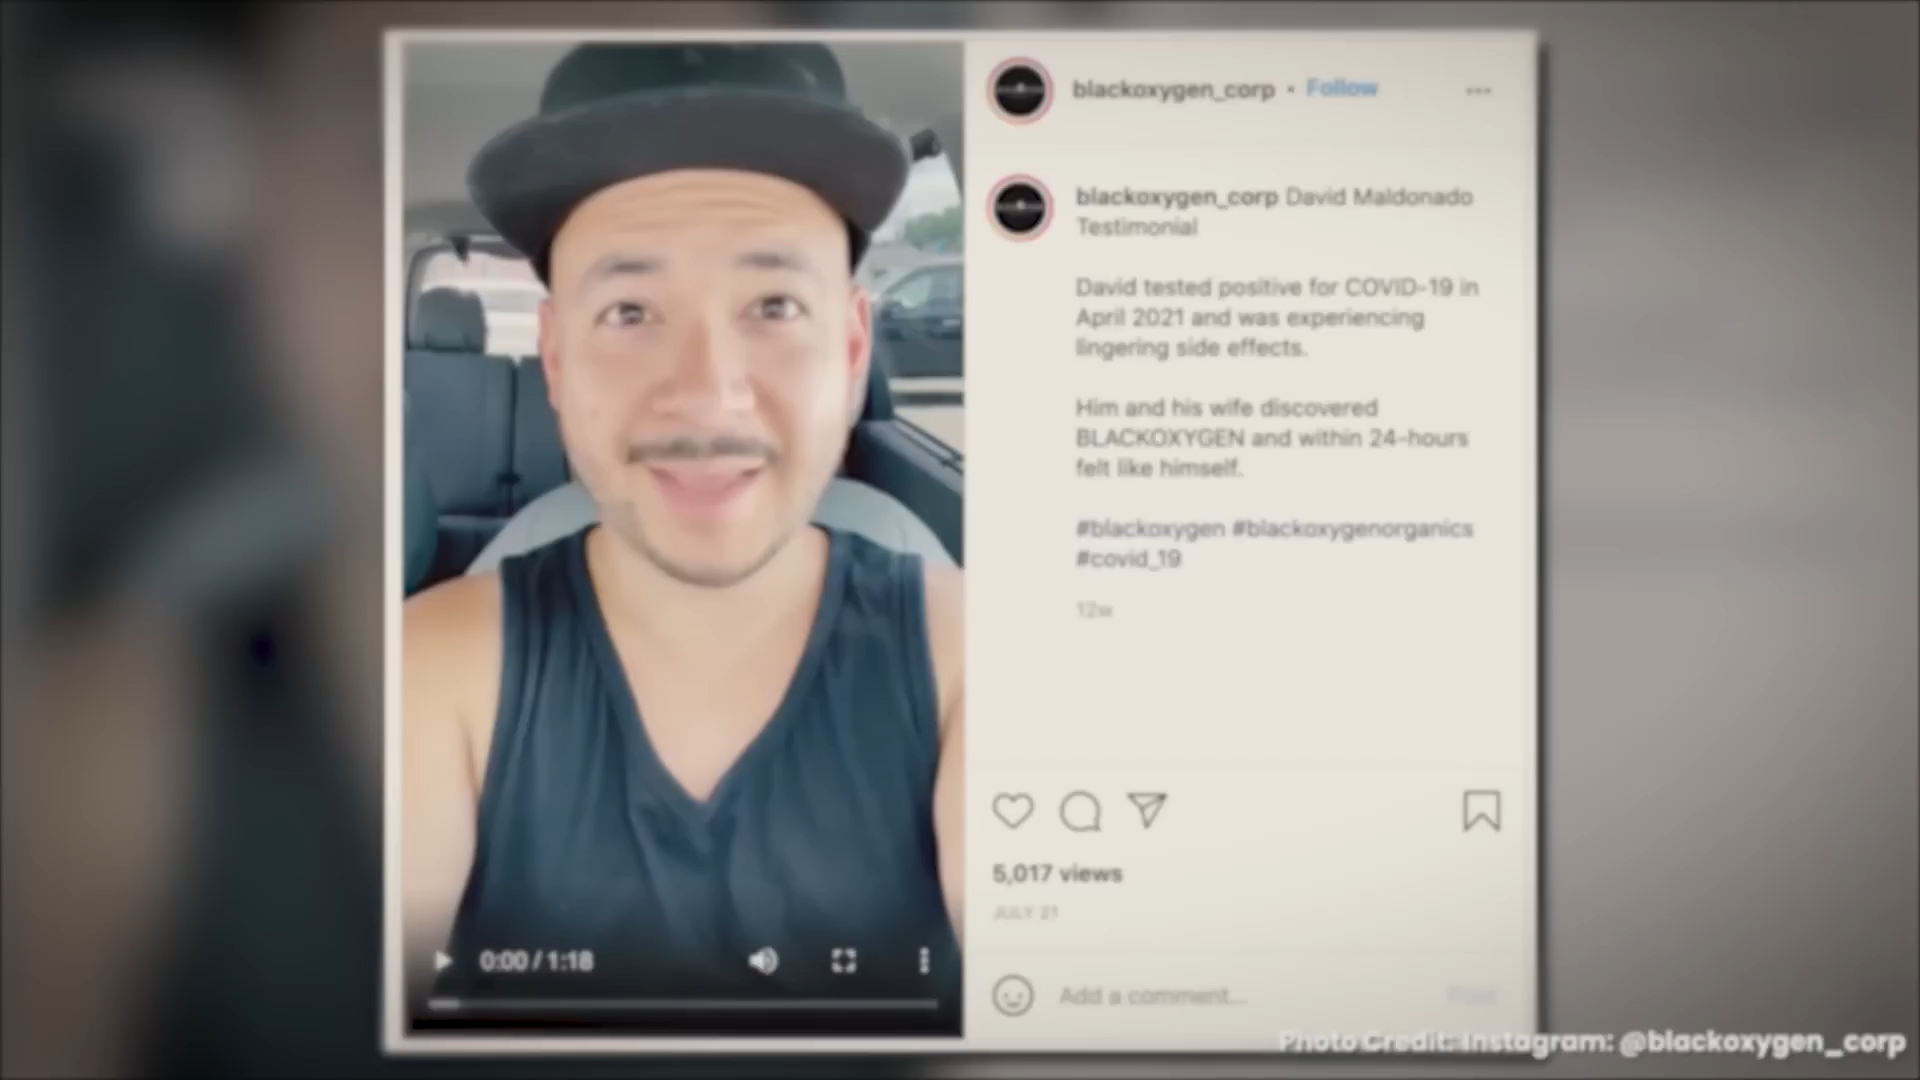 blackoxygen_corp • Follow
blackoxygen_corp David Maldonado
Testimonial
David tested positive for COVID-19 in
April 2021 and was experiencing
lingering side effects.
Him and his wife discovered
BLACKOXYGEN and within 24-hours
felt like himself.
#blackoxygen #blackoxygenorganics
#covid_19
12w
5,017 views
JULY 21
0:00 / 1:18
Add a comment... Post
Photo Credit: Instagram: @blackoxygen_corp